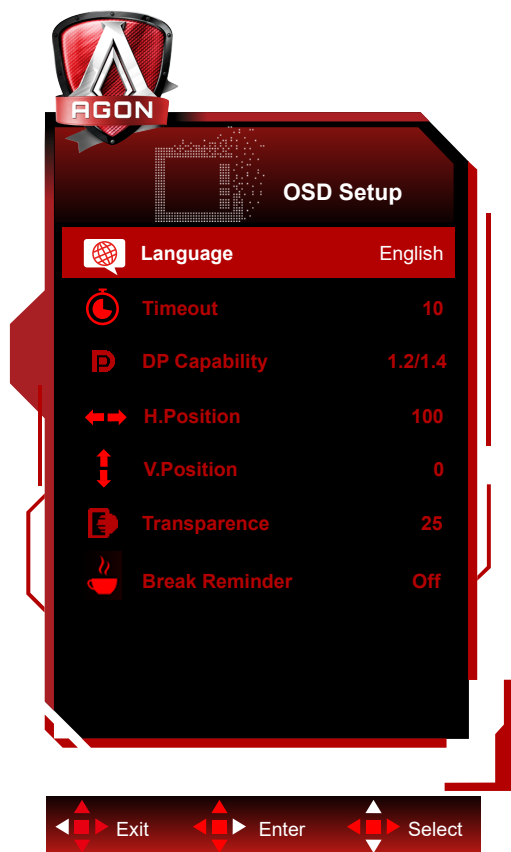 AGON
OSD Setup
Language English
Timeout 10
DP Capability 1.2/1.4
H.Position 100
V.Position 0
Transparence 25
Break Reminder Off
Exit Enter Select